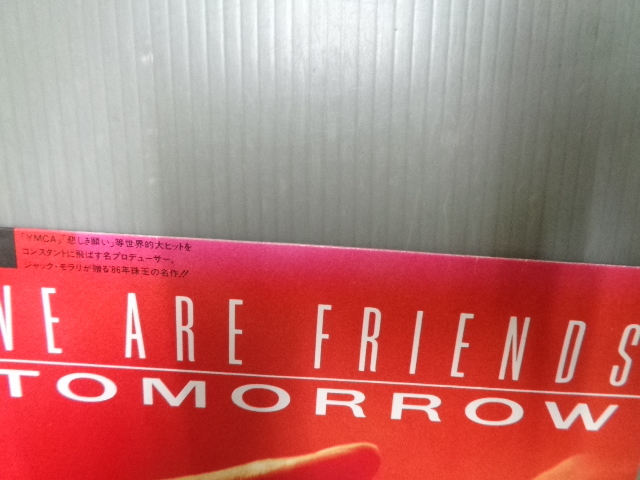 「YMCA」「悲しき願い」等世界的大ヒットを
コンスタントに飛ばす名プロデューサー。
ジャック・モラリが贈る'86年珠玉の名作!!
WE ARE FRIENDS
TOMORROW